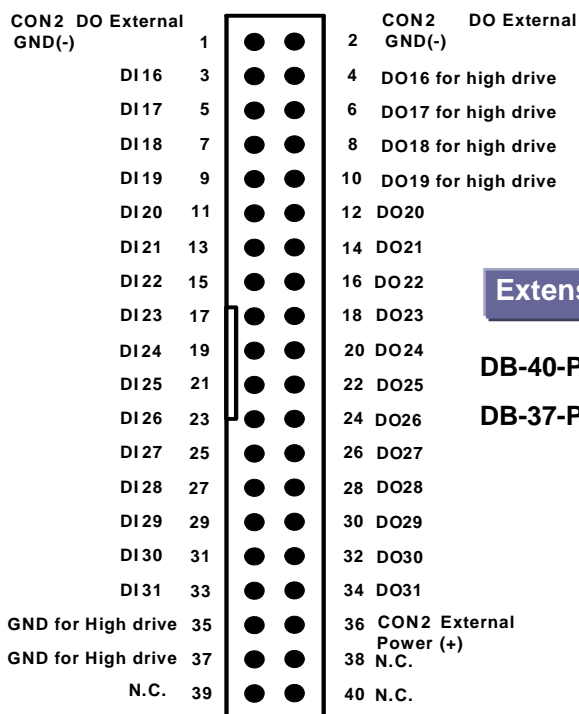 CON2 DO External GND(-) 1 2 CON2 DO External GND(-)
DI16 3 4 DO16 for high drive
DI17 5 6 DO17 for high drive
DI18 7 8 DO18 for high drive
DI19 9 10 DO19 for high drive
DI20 11 12 DO20
DI21 13 14 DO21
DI22 15 16 DO22
DI23 17 18 DO23
DI24 19 20 DO24
DI25 21 22 DO25
DI26 23 24 DO26
DI27 25 26 DO27
DI28 27 28 DO28
DI29 29 30 DO29
DI30 31 32 DO30
DI31 33 34 DO31
GND for High drive 35 36 CON2 External Power (+)
GND for High drive 37 38 N.C.
N.C. 39 40 N.C.
Extens
DB-40-P
DB-37-P